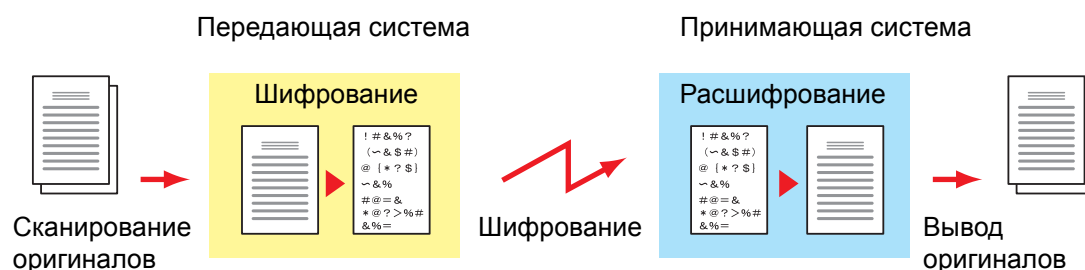 Передающая система
Принимающая система
Шифрование
Расшифрование
!#&%?
(∽&$#)
@{*?$}
∽&%
#@=&
*@?>%#
&%=
!#&%?
(∽&$#)
@{*?$}
∽&%
#@=&
*@?>%#
&%=
Сканирование
оригиналов
Шифрование
Вывод
оригиналов